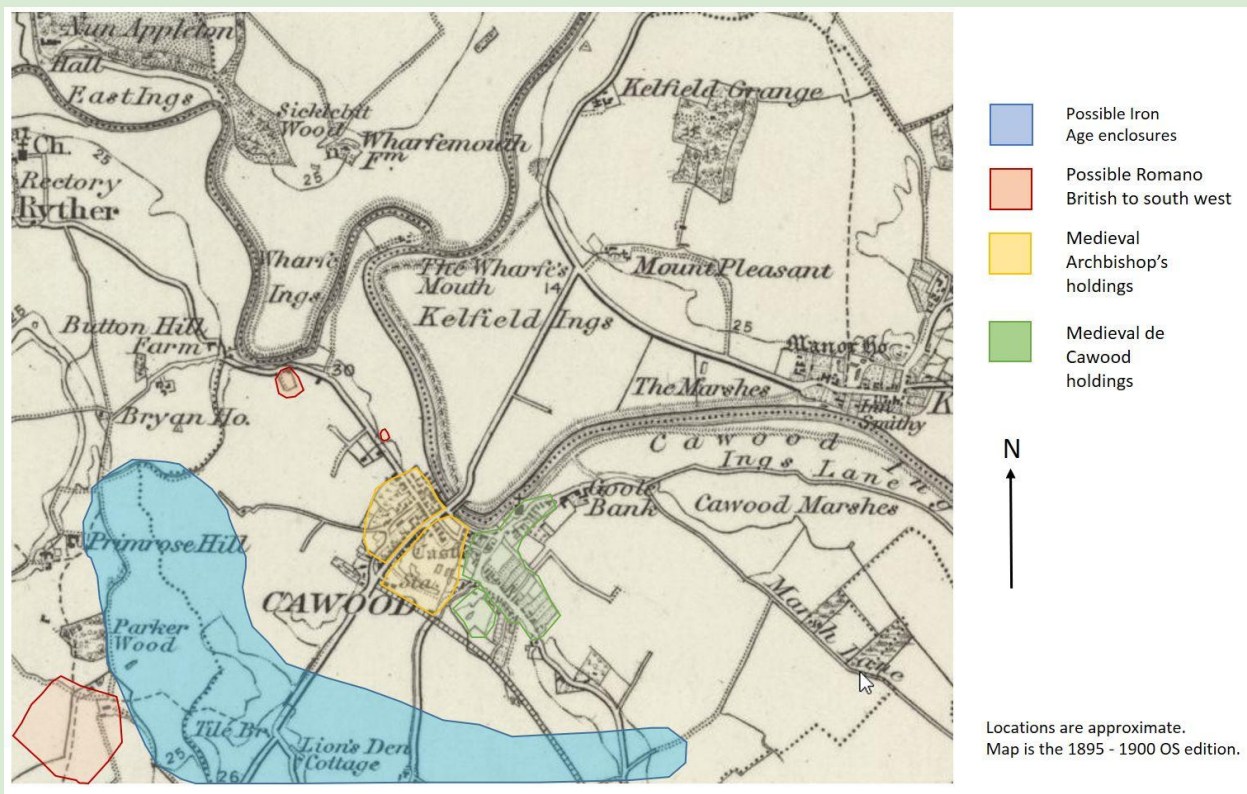 Nun Appleton
Hall
East Ings
Sicklebit
Wood
Wharfemouth
Fm
25
Kelfield Grange
Ch.
25
Rectory
Ryther
Wharfe
Ings
The Wharfe's
Mouth
14
Mount Pleasant
Kelfield Ings
25
Button Hill
Farm
30
Manor Ho
The Marshes
Bryan Ho.
Smithy
K
Cawood
Ings Lane
Goole
Bank
Cawood Marshes
Primrose Hill
Cast
Sta.
CAWOOD
Marsh Lane
Parker
Wood
Tile Br.
Lion's Den
Cottage
25
26
Possible Iron
Age enclosures
Possible Romano
British to south west
Medieval
Archbishop's
holdings
Medieval de
Cawood
holdings
N
Locations are approximate.
Map is the 1895 - 1900 OS edition.